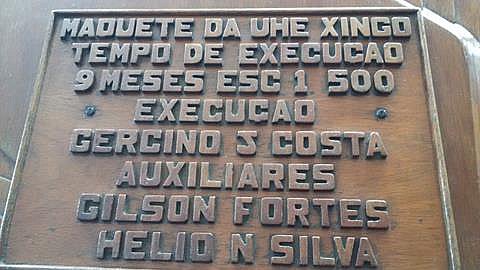 MAQUETE DA UHE XINGO
TEMPO DE EXECUCAO
9 MESES ESC 1 500
EXECUÇAO
GERCINO S COSTA
AUXILIARES
GILSON FORTES
HELIO N SILVA